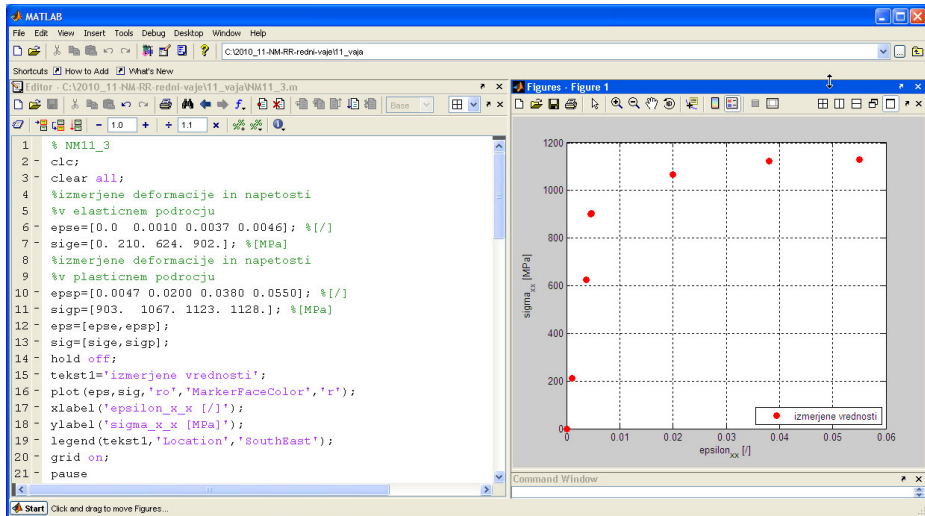 MATLAB
File Edit View Insert Tools Debug Desktop Window Help
C:\2010_11-NM-RR-redni-vaje\11_vaja
Shortcuts How to Add What's New
Editor - C:\2010_11-NM-RR-redni-vaje\11_vaja\NM11_3.m
Base
- 1.0 + ÷ 1.1 ×
1 % NM11_3
2 - clc;
3 - clear all;
4 %izmerjene deformacije in napetosti
5 %v elasticnem podrocju
6 - epse=[0.0 0.0010 0.0037 0.0046]; %[/]
7 - sige=[0. 210. 624. 902.]; %[MPa]
8 %izmerjene deformacije in napetosti
9 %v plasticnem podrocju
10 - epsp=[0.0047 0.0200 0.0380 0.0550]; %[/]
11 - sigp=[903. 1067. 1123. 1128.]; %[MPa]
12 - eps=[epse,epsp];
13 - sig=[sige,sigp];
14 - hold off;
15 - tekst1='izmerjene vrednosti';
16 - plot(eps,sig,'ro','MarkerFaceColor','r');
17 - xlabel('epsilon_x_x [/]');
18 - ylabel('sigma_x_x [MPa]');
19 - legend(tekst1,'Location','SouthEast');
20 - grid on;
21 - pause
Figures - Figure 1
1200
1000
800
600
400
200
0
sigma_xx [MPa]
izmerjene vrednosti
0 0.01 0.02 0.03 0.04 0.05 0.06
epsilon_xx [/]
Command Window
Start Click and drag to move Figures...